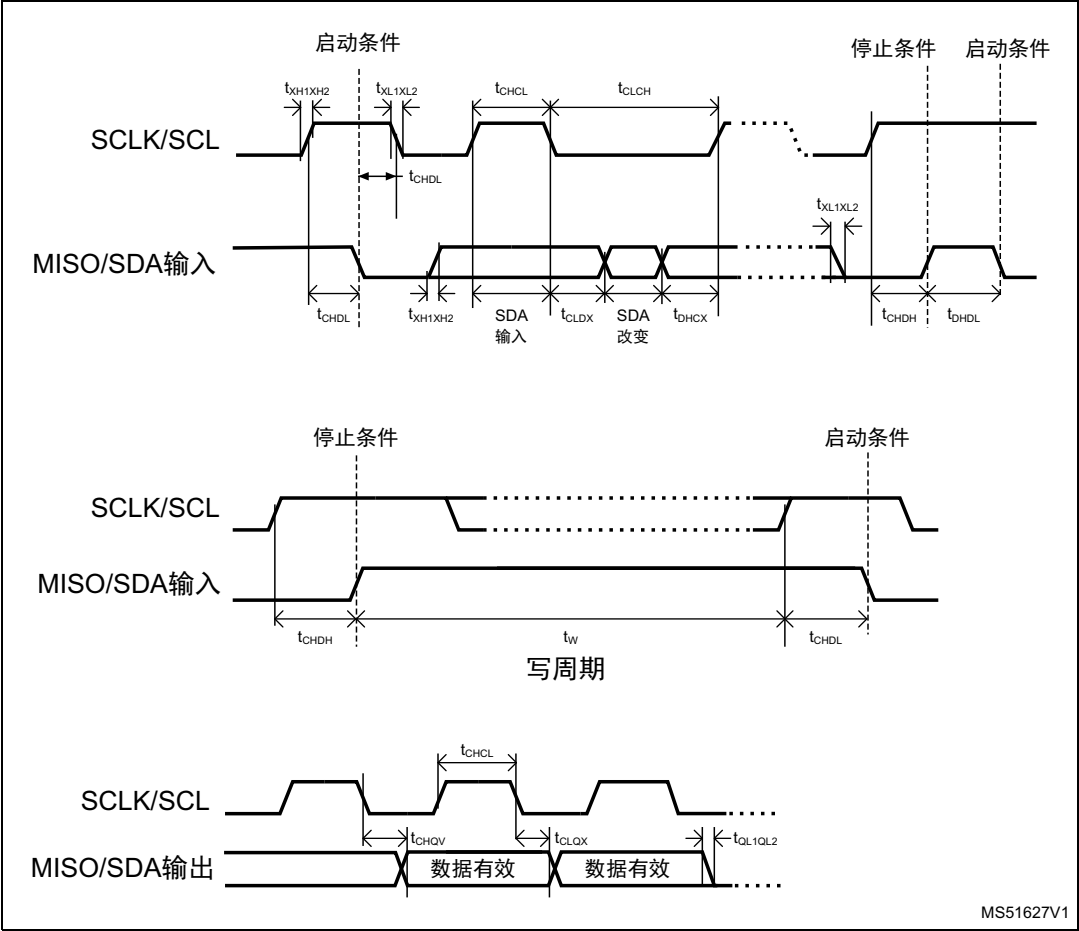 启动条件
停止条件 启动条件
tXH1XH2 tXL1XL2 tCHCL tCLCH
SCLK/SCL
tCHDL
tXL1XL2
MISO/SDA输入
tCHDL tXH1XH2 SDA tCLDX SDA tDHCX tCHDH tDHDL
输入 改变
停止条件 启动条件
SCLK/SCL
MISO/SDA输入
tCHDH tW tCHDL
写周期
tCHCL
SCLK/SCL
tCHQV tCLQX tQL1QL2
MISO/SDA输出 数据有效 数据有效
MS51627V1